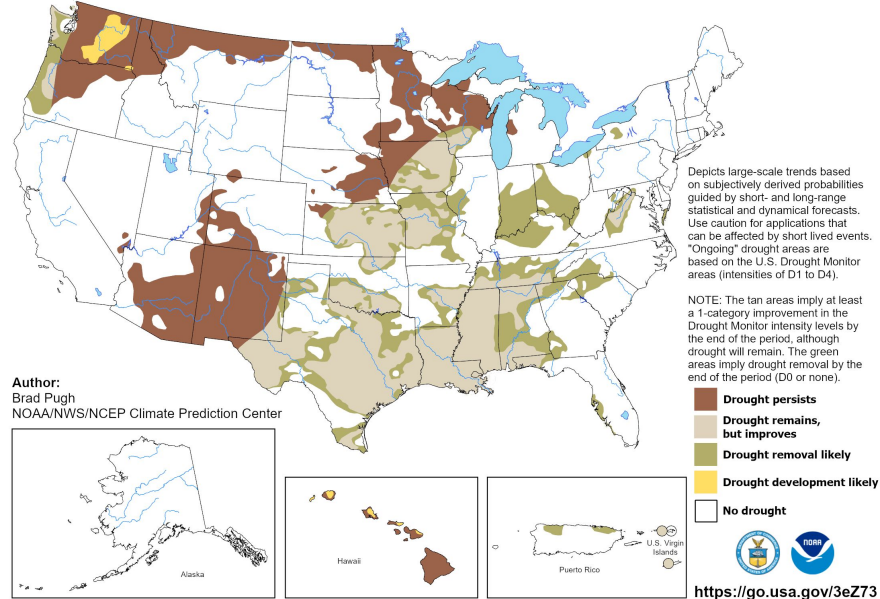 Depicts large-scale trends based
on subjectively derived probabilities
guided by short- and long-range
statistical and dynamical forecasts.
Use caution for applications that
can be affected by short lived events.
"Ongoing" drought areas are
based on the U.S. Drought Monitor
areas (intensities of D1 to D4).
NOTE: The tan areas imply at least
a 1-category improvement in the
Drought Monitor intensity levels by
the end of the period, although
drought will remain. The green
areas imply drought removal by the
end of the period (D0 or none).
Author:
Brad Pugh
NOAA/NWS/NCEP Climate Prediction Center
Drought persists
Drought remains,
but improves
Drought removal likely
Drought development likely
No drought
Alaska
Hawaii
Puerto Rico
U.S. Virgin
Islands
NOAA
https://go.usa.gov/3eZ73